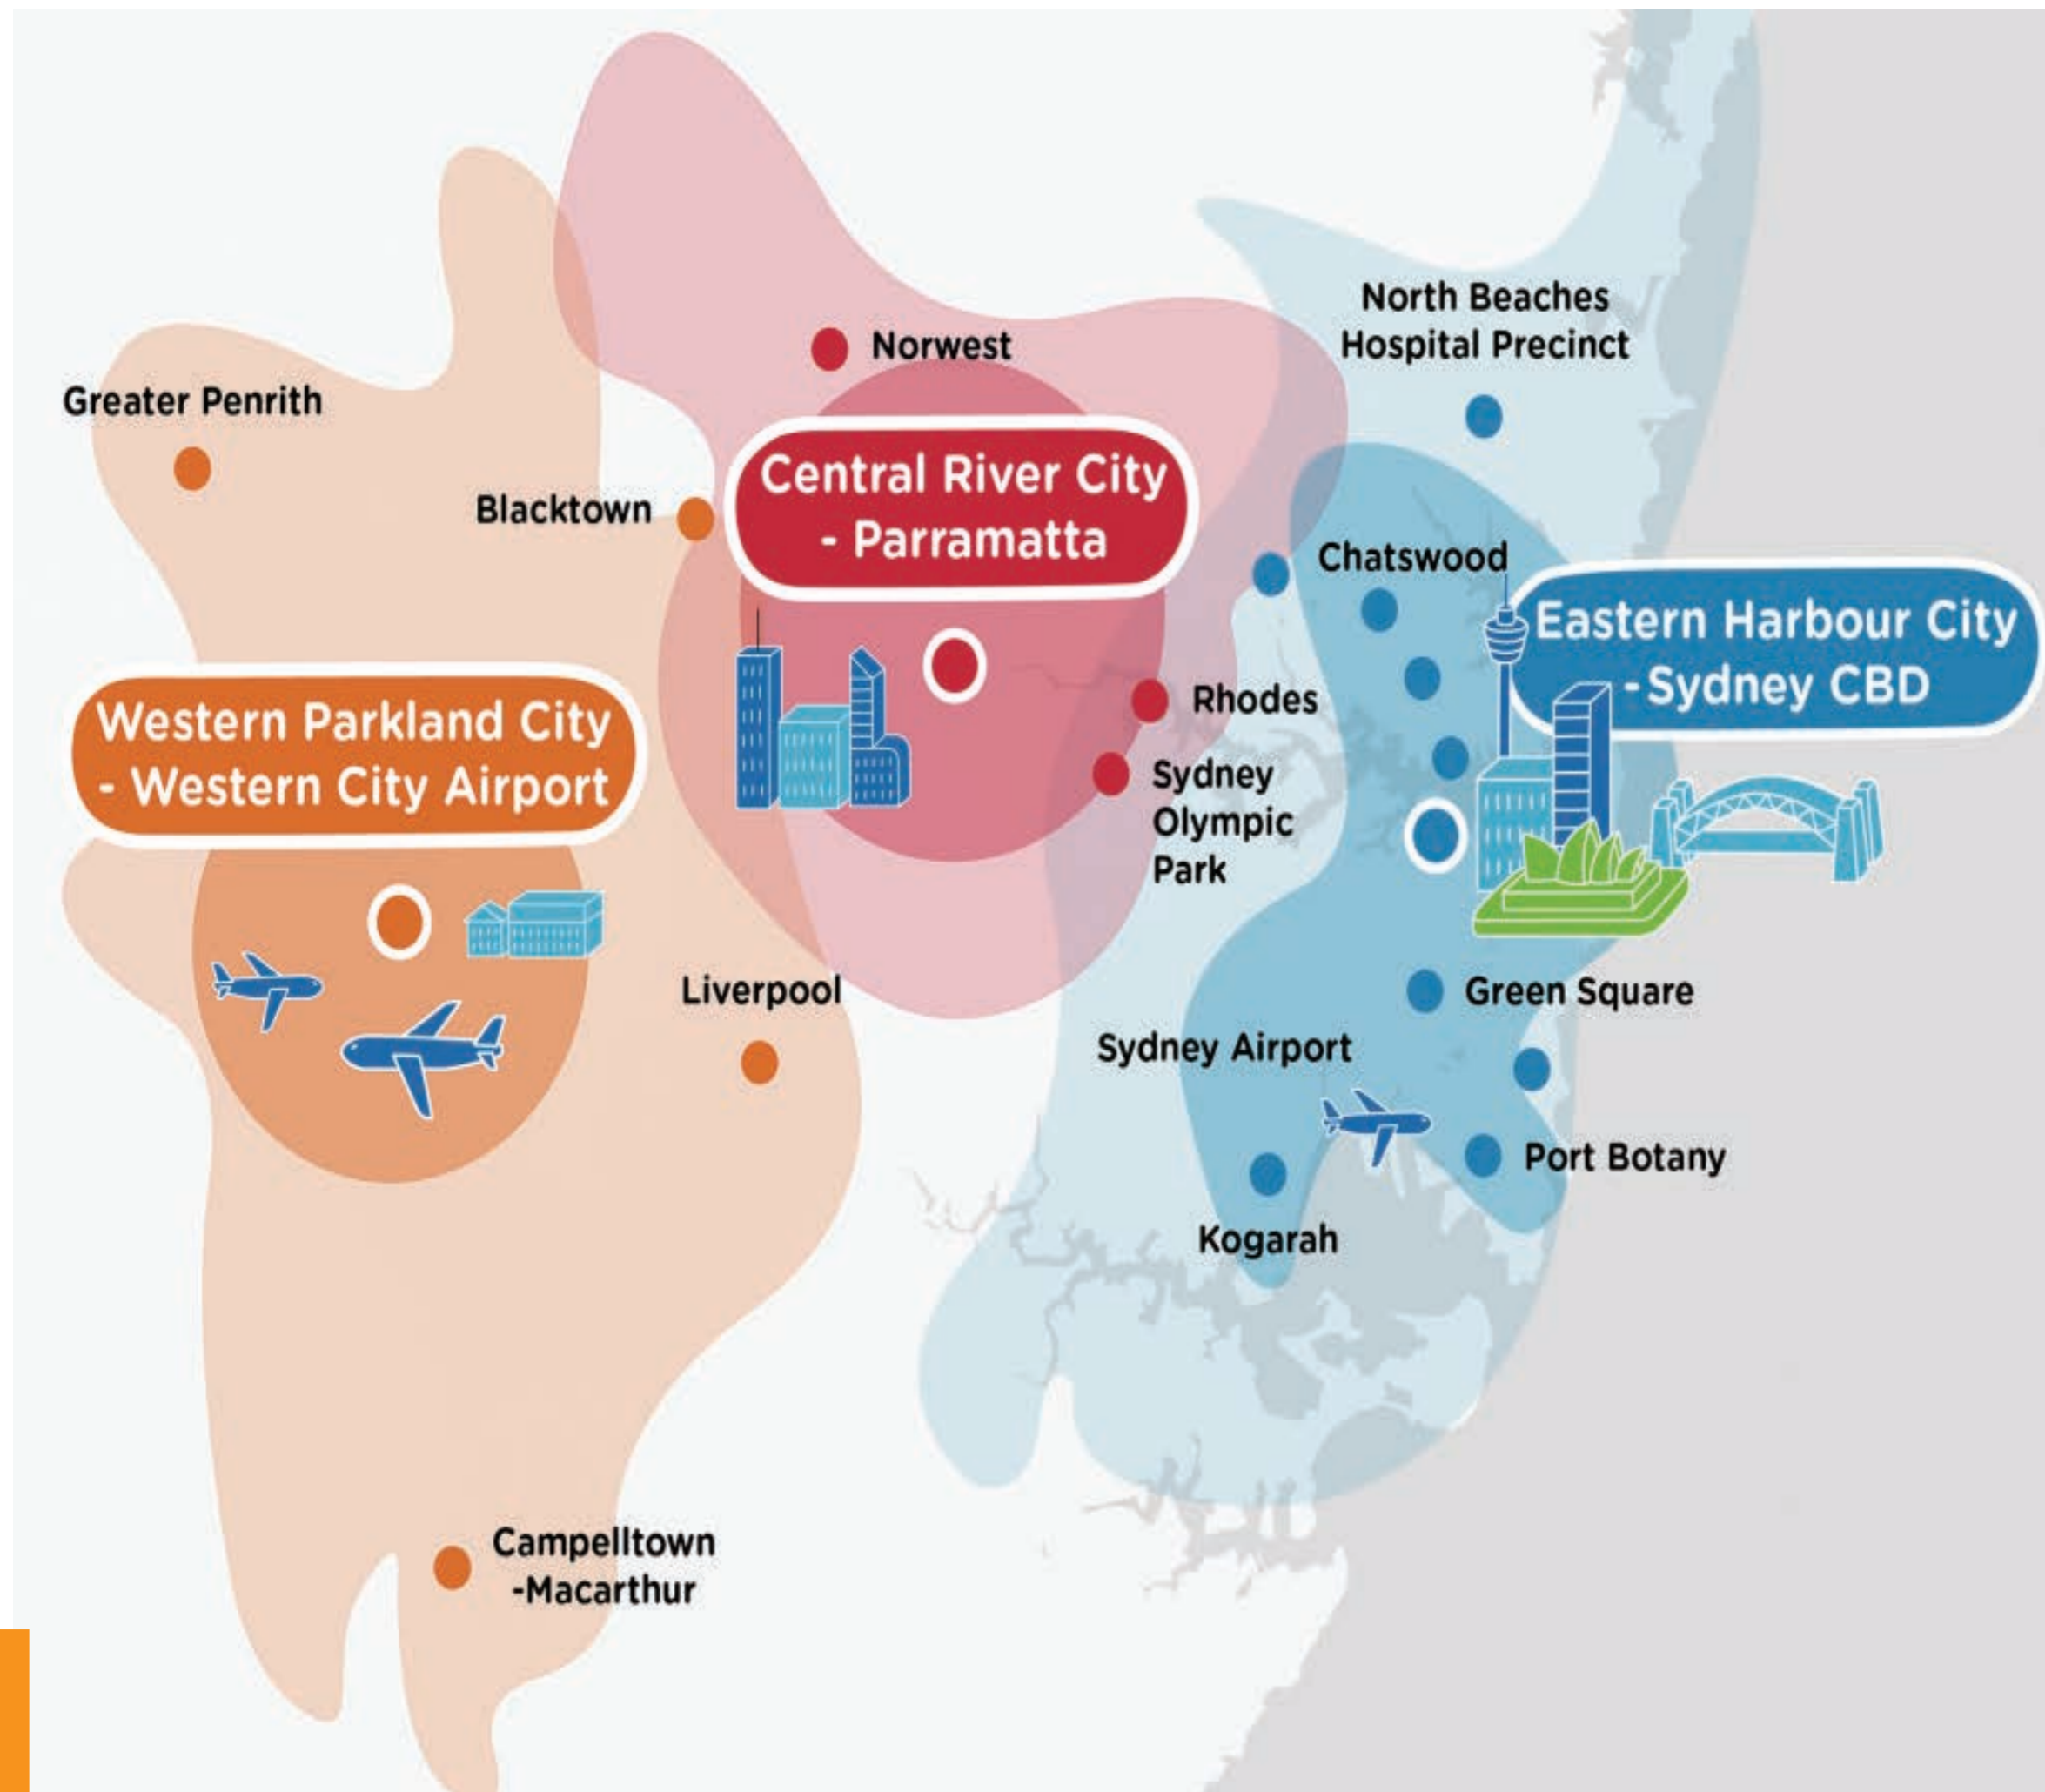 North Beaches
Hospital Precinct
Norwest
Greater Penrith
Central River City
- Parramatta
Blacktown
Chatswood
Eastern Harbour City
-Sydney CBD
Rhodes
Western Parkland City
- Western City Airport
Sydney
Olympic
Park
Liverpool
Green Square
Sydney Airport
Port Botany
Kogarah
Campelltown
-Macarthur